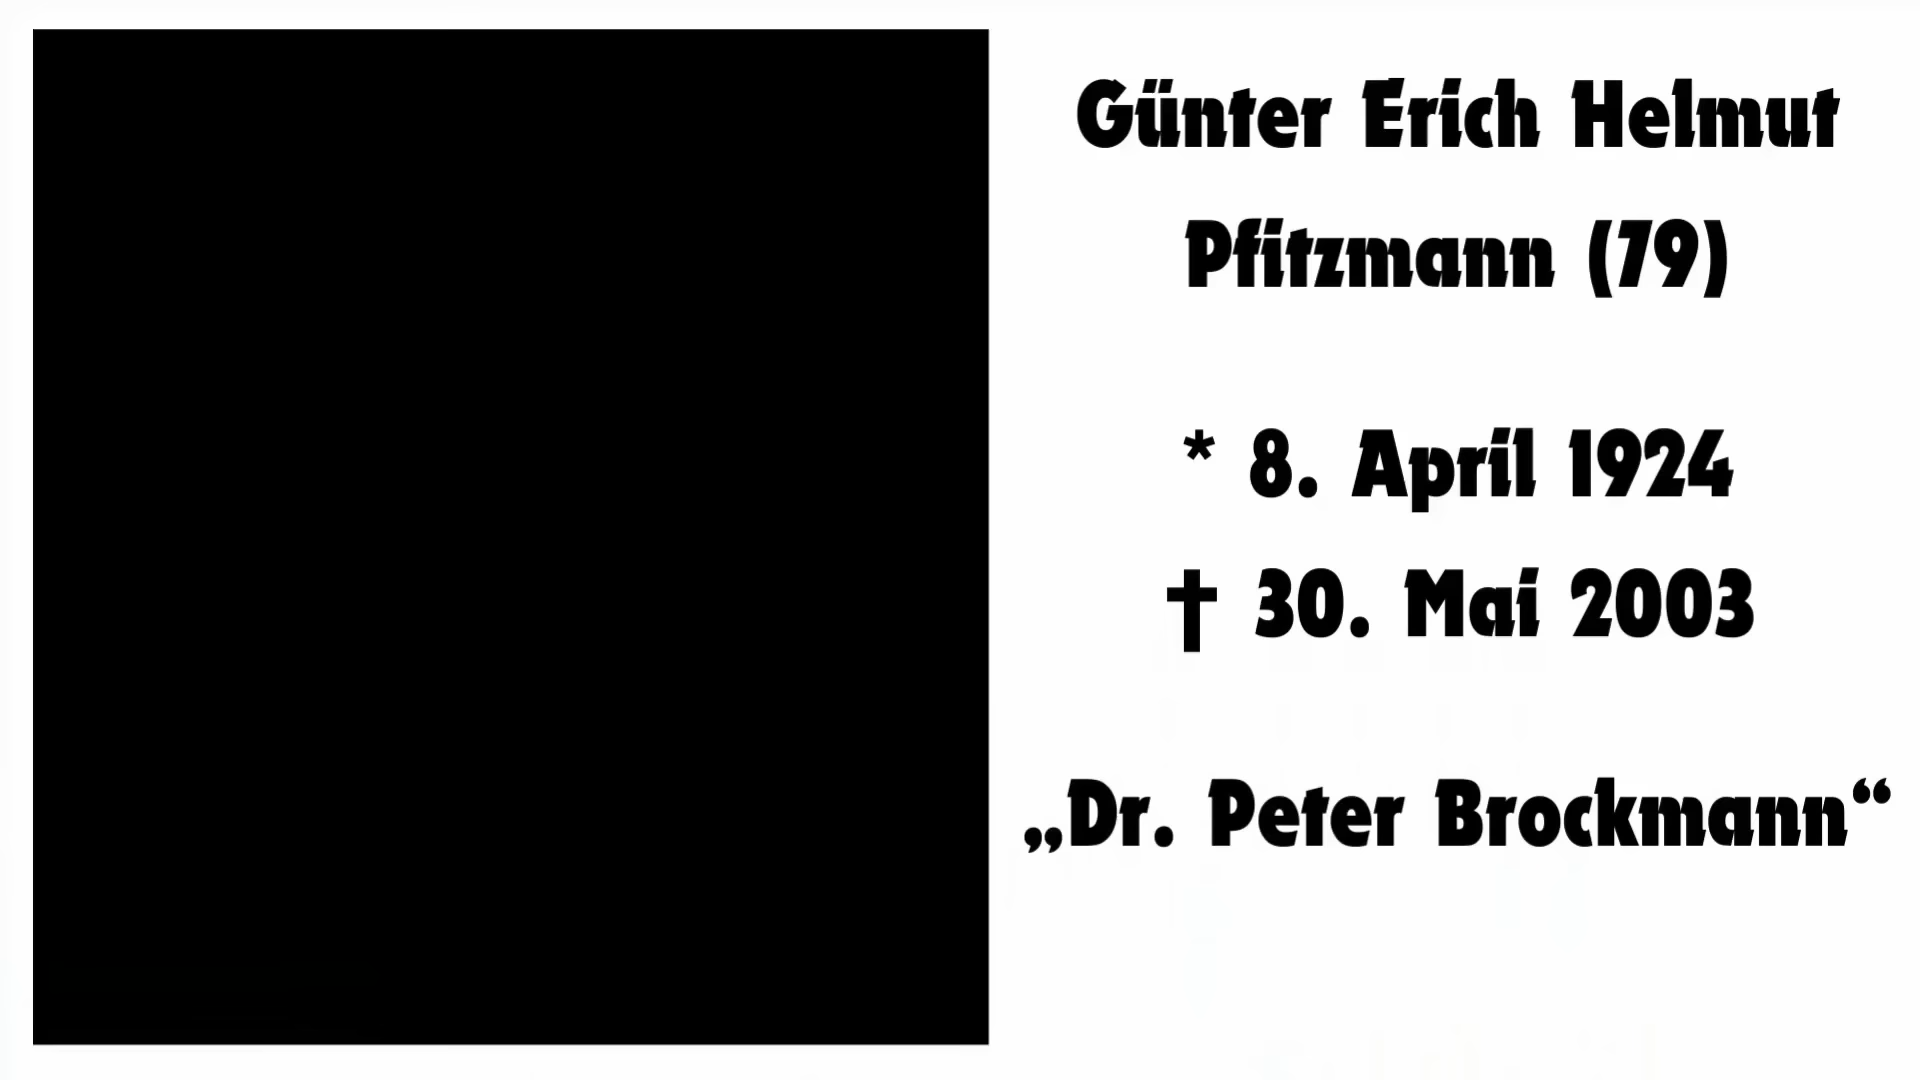 Günter Erich Helmut
Pfitzmann (79)
* 8. April 1924
† 30. Mai 2003
„Dr. Peter Brockmann“